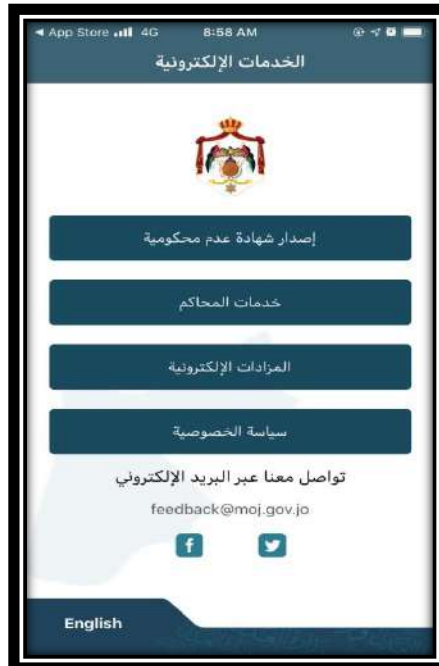 ◀ App Store 4G 8:58 AM
الخدمات الإلكترونية
إصدار شهادة عدم محكومية
خدمات المحاكم
المزادات الإلكترونية
سياسة الخصوصية
تواصل معنا عبر البريد الإلكتروني
feedback@moj.gov.jo
English